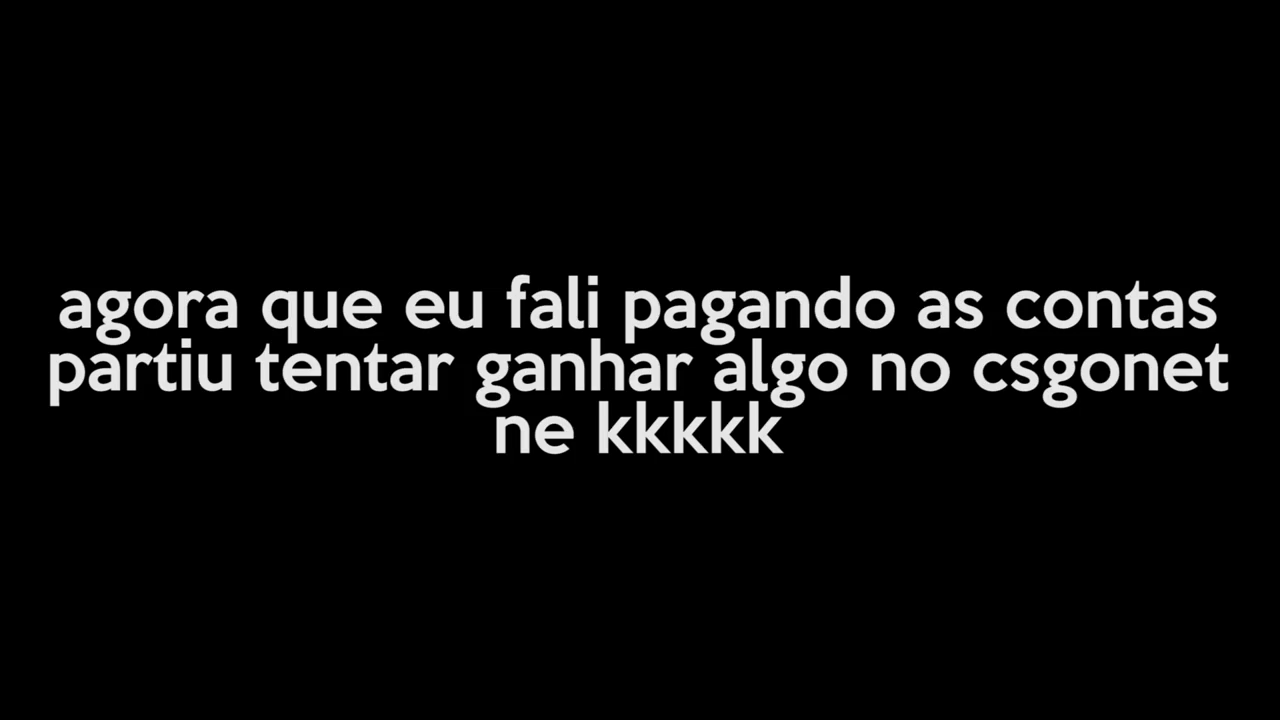 agora que eu fali pagando as contas
partiu tentar ganhar algo no csgonet
ne kkkkk